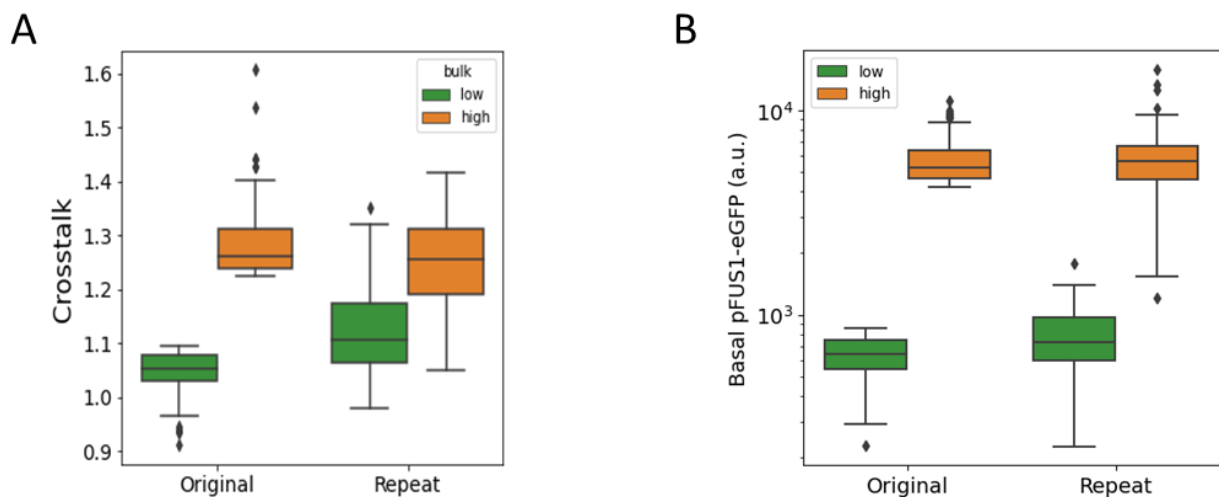 A
Crosstalk
1.6
1.5
1.4
1.3
1.2
1.1
1.0
0.9
bulk
low
high
Original
Repeat
B
Basal pFUS1-eGFP (a.u.)
10⁴
10³
low
high
Original
Repeat